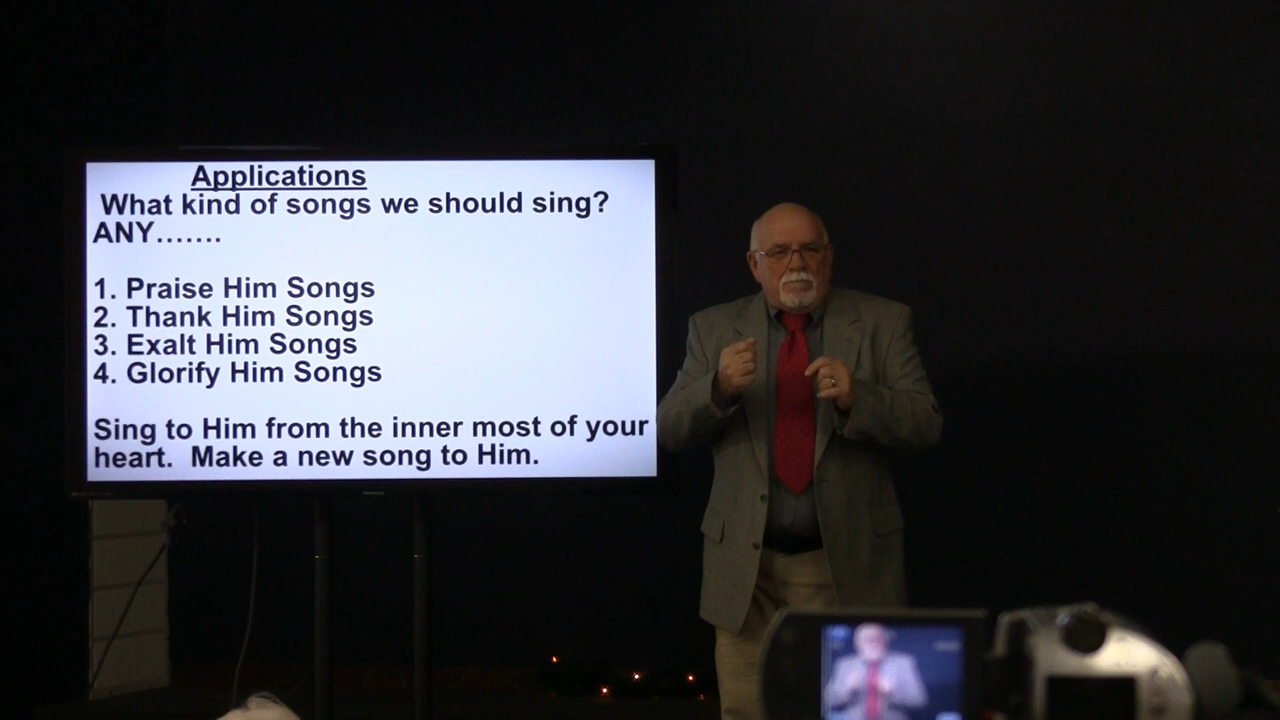 Applications
What kind of songs we should sing?
ANY.......
1. Praise Him Songs
2. Thank Him Songs
3. Exalt Him Songs
4. Glorify Him Songs
Sing to Him from the inner most of your
heart.  Make a new song to Him.